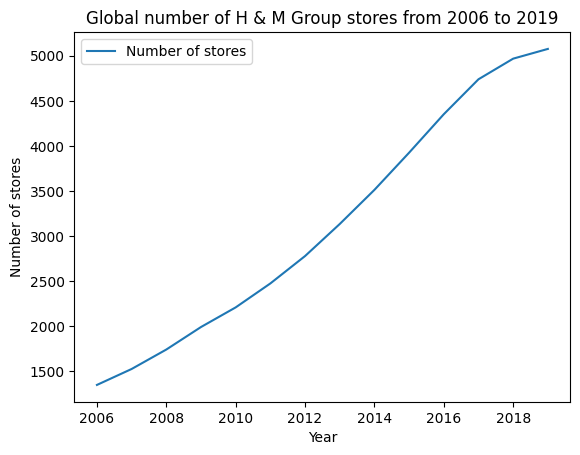 Global number of H & M Group stores from 2006 to 2019
Number of stores
5000
4500
4000
3500
3000
2500
2000
1500
Number of stores
2006 2008 2010 2012 2014 2016 2018
Year